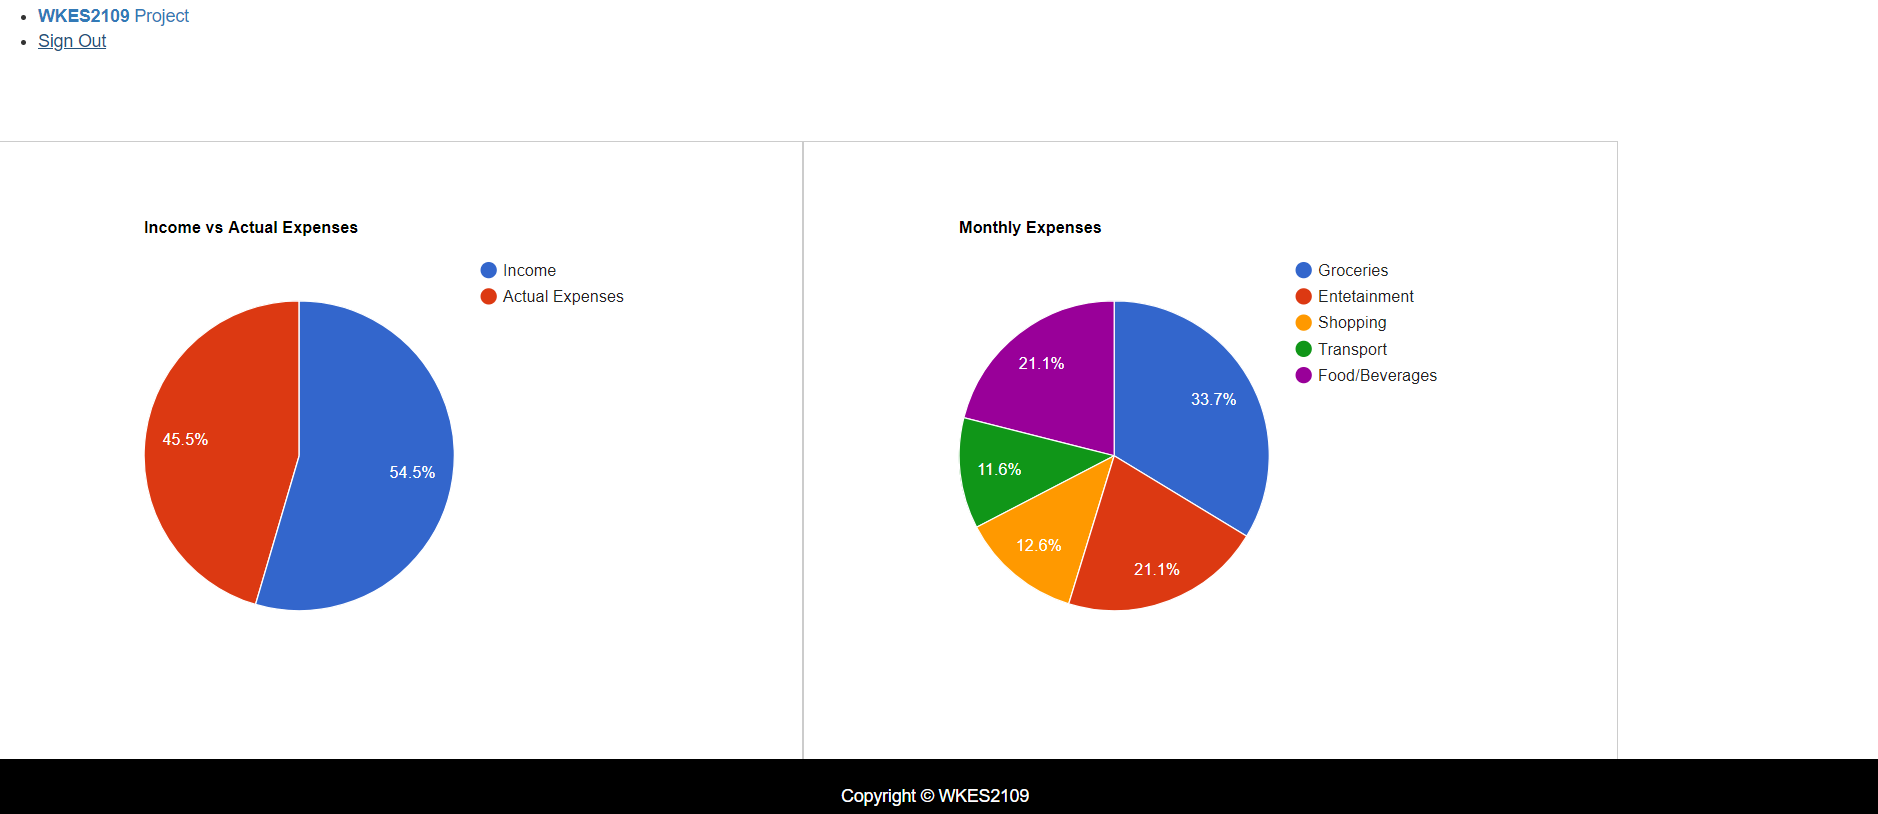 WKES2109 Project
Sign Out
Income vs Actual Expenses
Income
Actual Expenses
45.5%
54.5%
Monthly Expenses
Groceries
Entetainment
Shopping
Transport
Food/Beverages
21.1%
33.7%
11.6%
12.6%
21.1%
Copyright © WKES2109